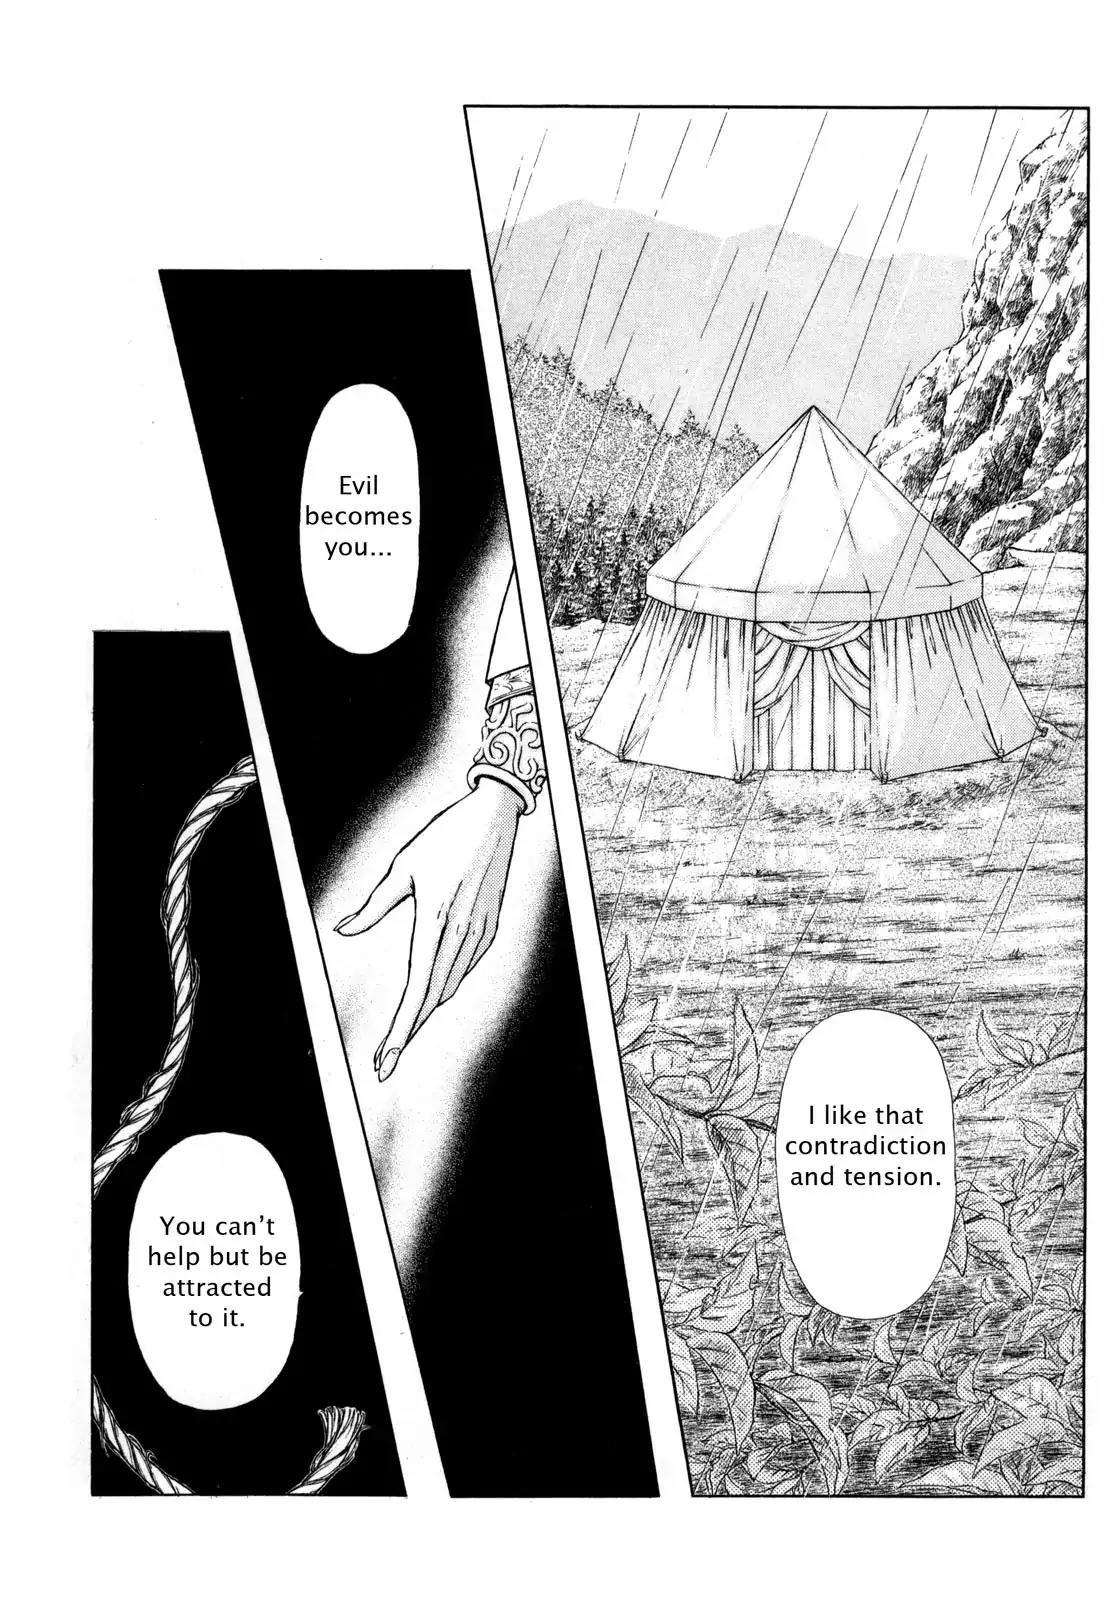 I like that
contradiction
and tension.
Evil
becomes
you...
You can't
help but be
attracted
to it.